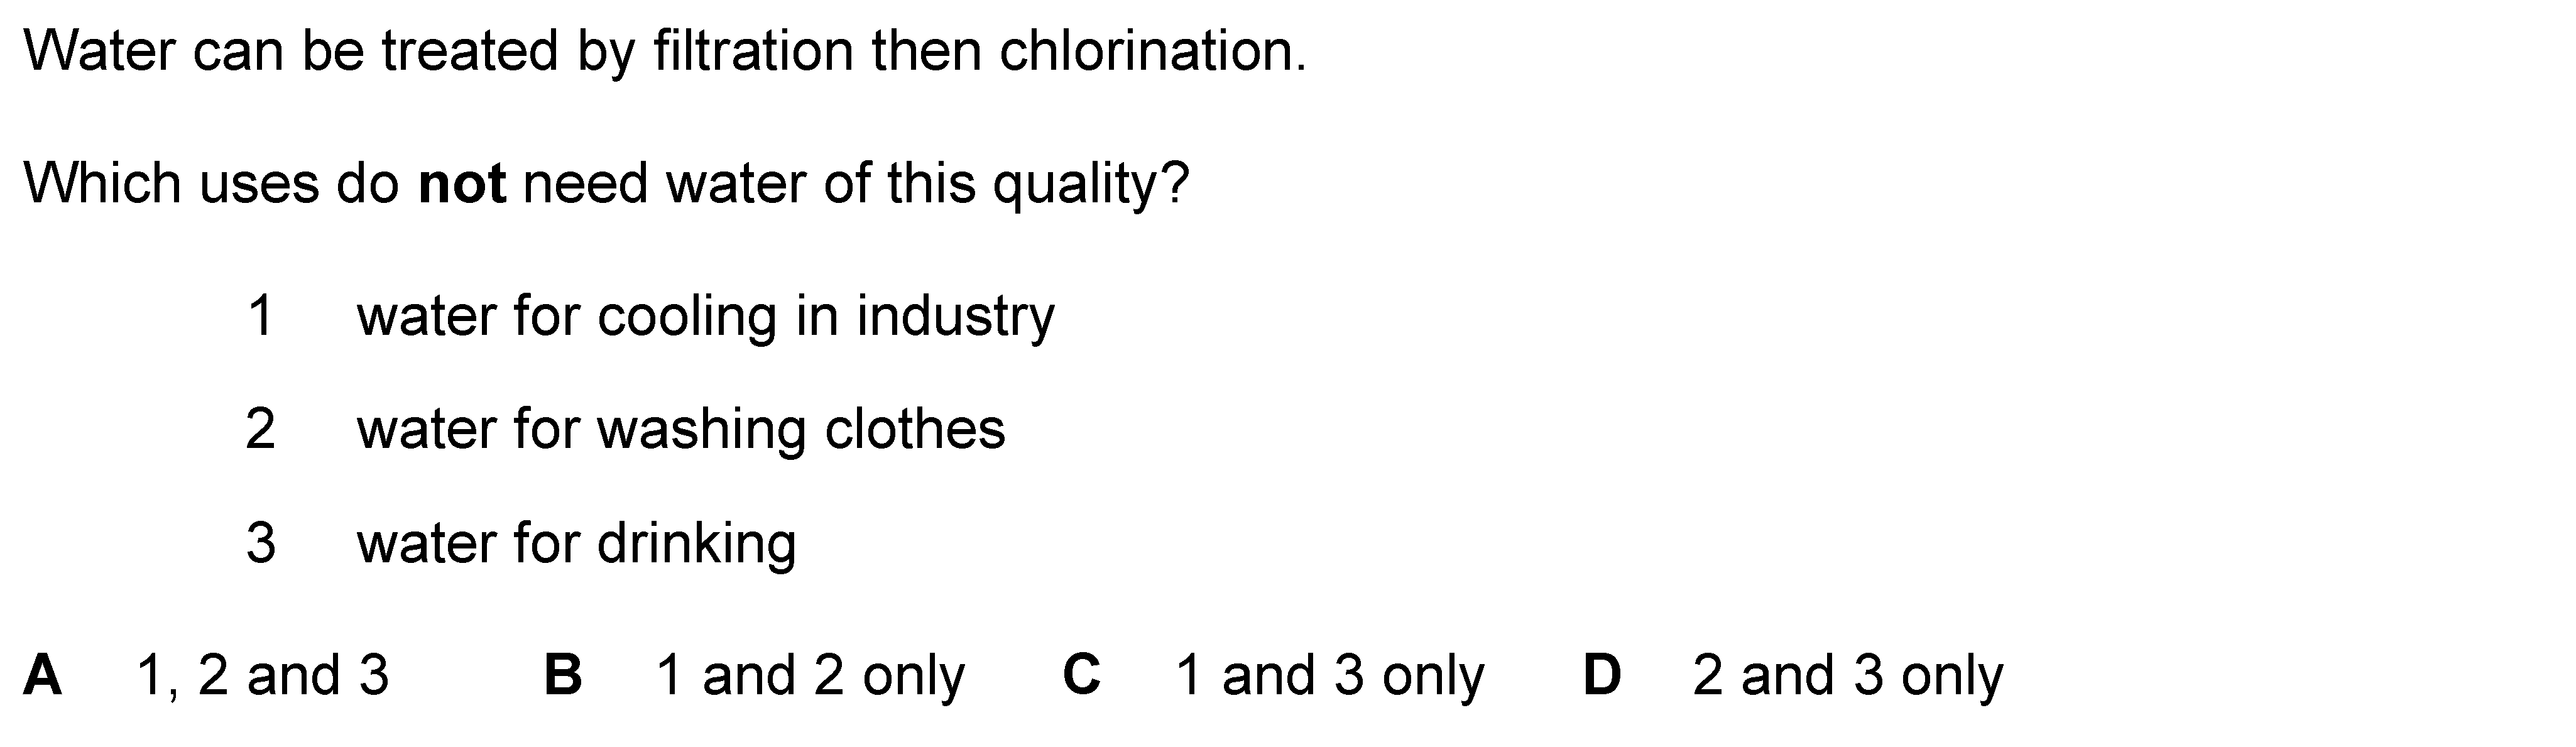 Water can be treated by filtration then chlorination.
Which uses do not need water of this quality?
1 water for cooling in industry
2 water for washing clothes
3 water for drinking
A 1, 2 and 3 B 1 and 2 only C 1 and 3 only D 2 and 3 only